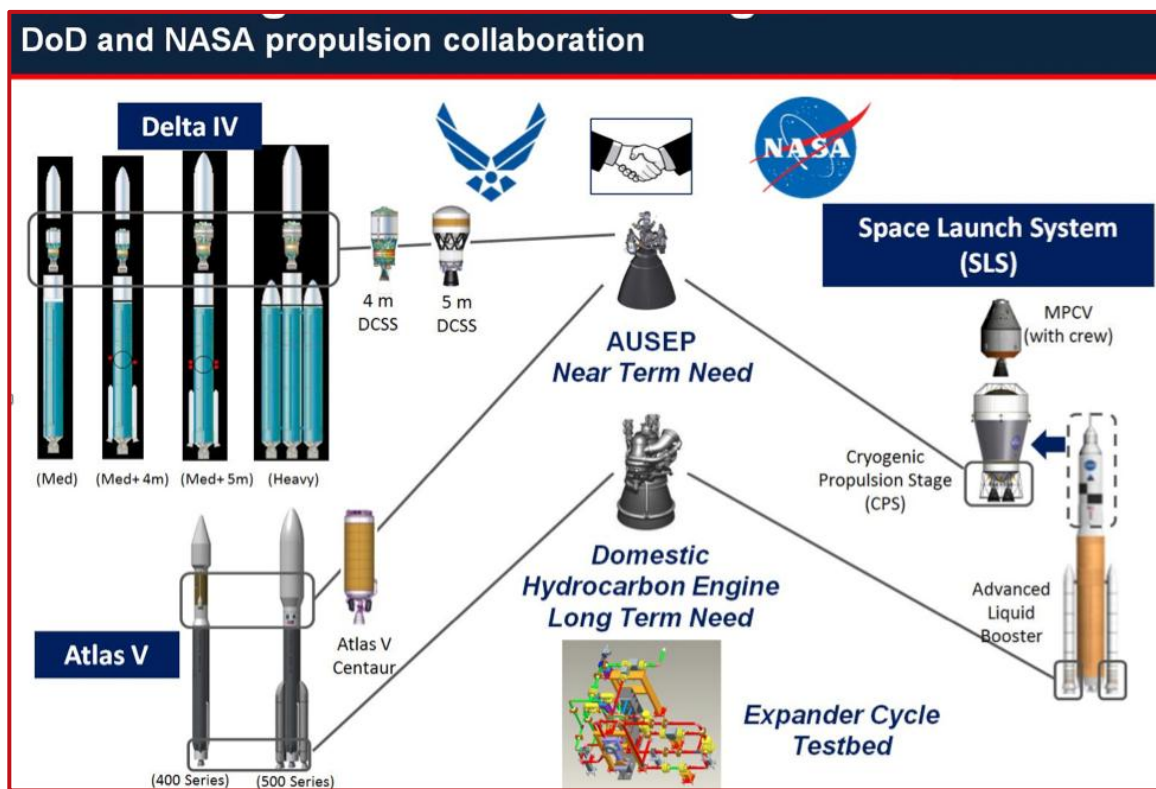 DoD and NASA propulsion collaboration
Delta IV
NASA
Space Launch System
(SLS)
4 m
DCSS
5 m
DCSS
MPCV
(with crew)
AUSEP
Near Term Need
(Med)
(Med+ 4m)
(Med+ 5m)
(Heavy)
Cryogenic
Propulsion Stage
(CPS)
Domestic
Hydrocarbon Engine
Long Term Need
Advanced
Liquid
Booster
Atlas V
Atlas V
Centaur
Expander Cycle
Testbed
(400 Series)
(500 Series)